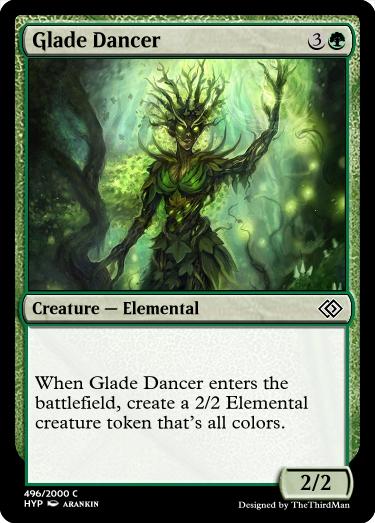 Glade Dancer 3
Creature — Elemental
When Glade Dancer enters the
battlefield, create a 2/2 Elemental
creature token that's all colors.
2/2
496/2000 C
HYP ARANKIN
Designed by TheThirdMan